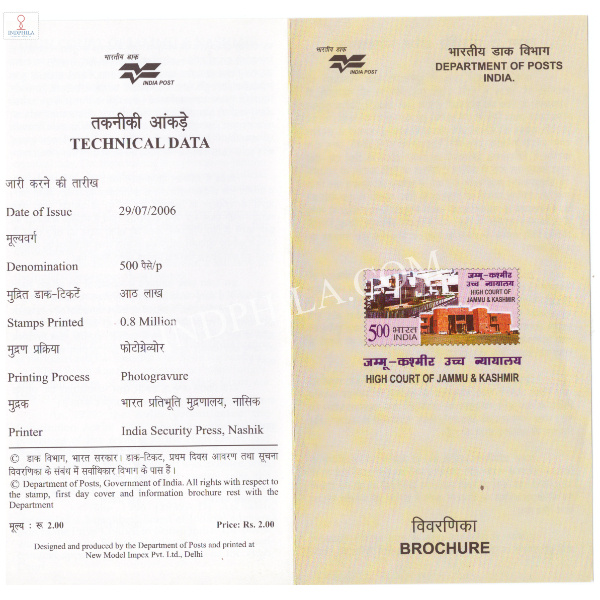 INDPHILA
भारतीय डाक
INDIA POST
तकनीकी आंकड़े
TECHNICAL DATA
जारी करने की तारीख
Date of Issue 29/07/2006
मूल्यवर्ग
Denomination 500 पैसे/p
मुद्रित डाक-टिकटें आठ लाख
Stamps Printed 0.8 Million
मुद्रण प्रक्रिया फोटोग्रेव्योर
Printing Process Photogravure
मुद्रक भारत प्रतिभूति मुद्रणालय, नासिक
Printer India Security Press, Nashik
© डाक विभाग, भारत सरकार। डाक-टिकट, प्रथम दिवस आवरण तथा सूचना
विवरणिका के संबंध में सर्वाधिकार विभाग के पास हैं।
© Department of Posts, Government of India. All rights with respect to
the stamp, first day cover and information brochure rest with the
Department
मूल्य : रू 2.00 Price: Rs. 2.00
Designed and produced by the Department of Posts and printed at
New Model Impex Pvt. Ltd., Delhi
भारतीय डाक
INDIA POST
भारतीय डाक विभाग
DEPARTMENT OF POSTS
INDIA.
जम्मू-कश्मीर
उच्च न्यायालय
HIGH COURT OF
JAMMU & KASHMIR
500 भारत
INDIA
जम्मू-कश्मीर उच्च न्यायालय
HIGH COURT OF JAMMU & KASHMIR
विवरणिका
BROCHURE
INDPHILA.COM